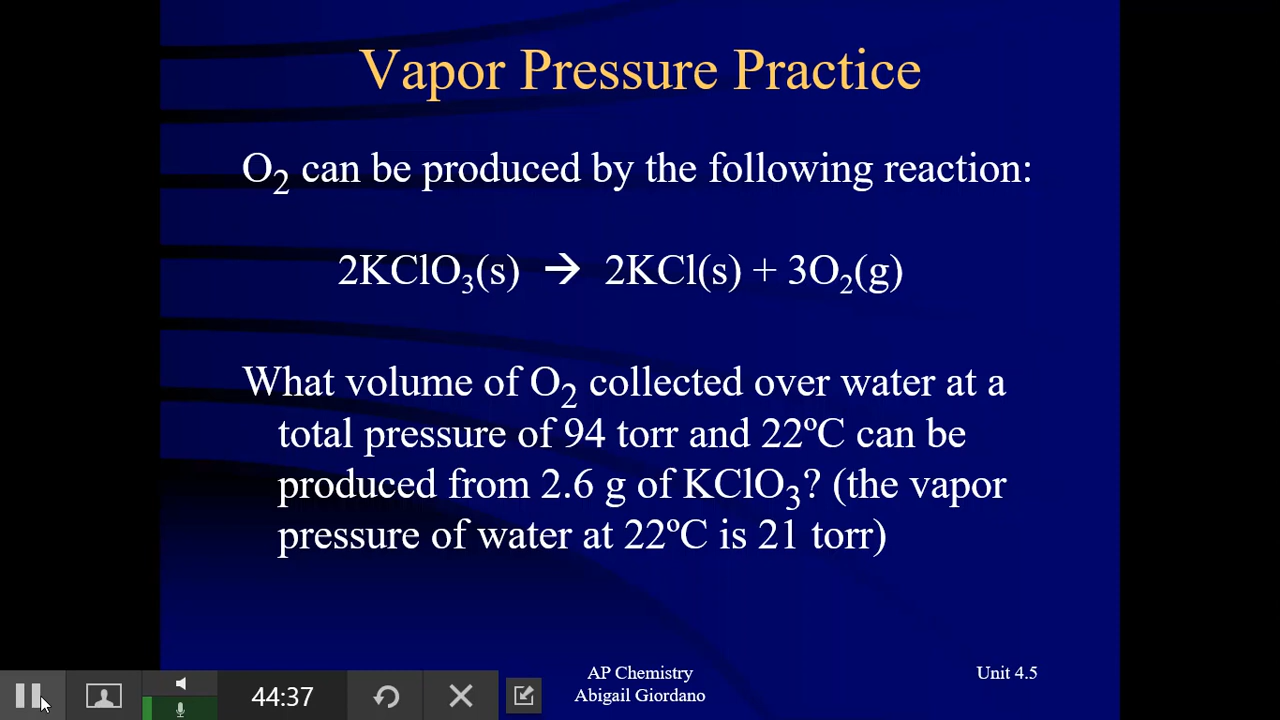 Vapor Pressure Practice
O₂ can be produced by the following reaction:
2KClO₃(s) → 2KCl(s) + 3O₂(g)
What volume of O₂ collected over water at a
total pressure of 94 torr and 22ºC can be
produced from 2.6 g of KClO₃? (the vapor
pressure of water at 22ºC is 21 torr)
AP Chemistry
Abigail Giordano
Unit 4.5
44:37